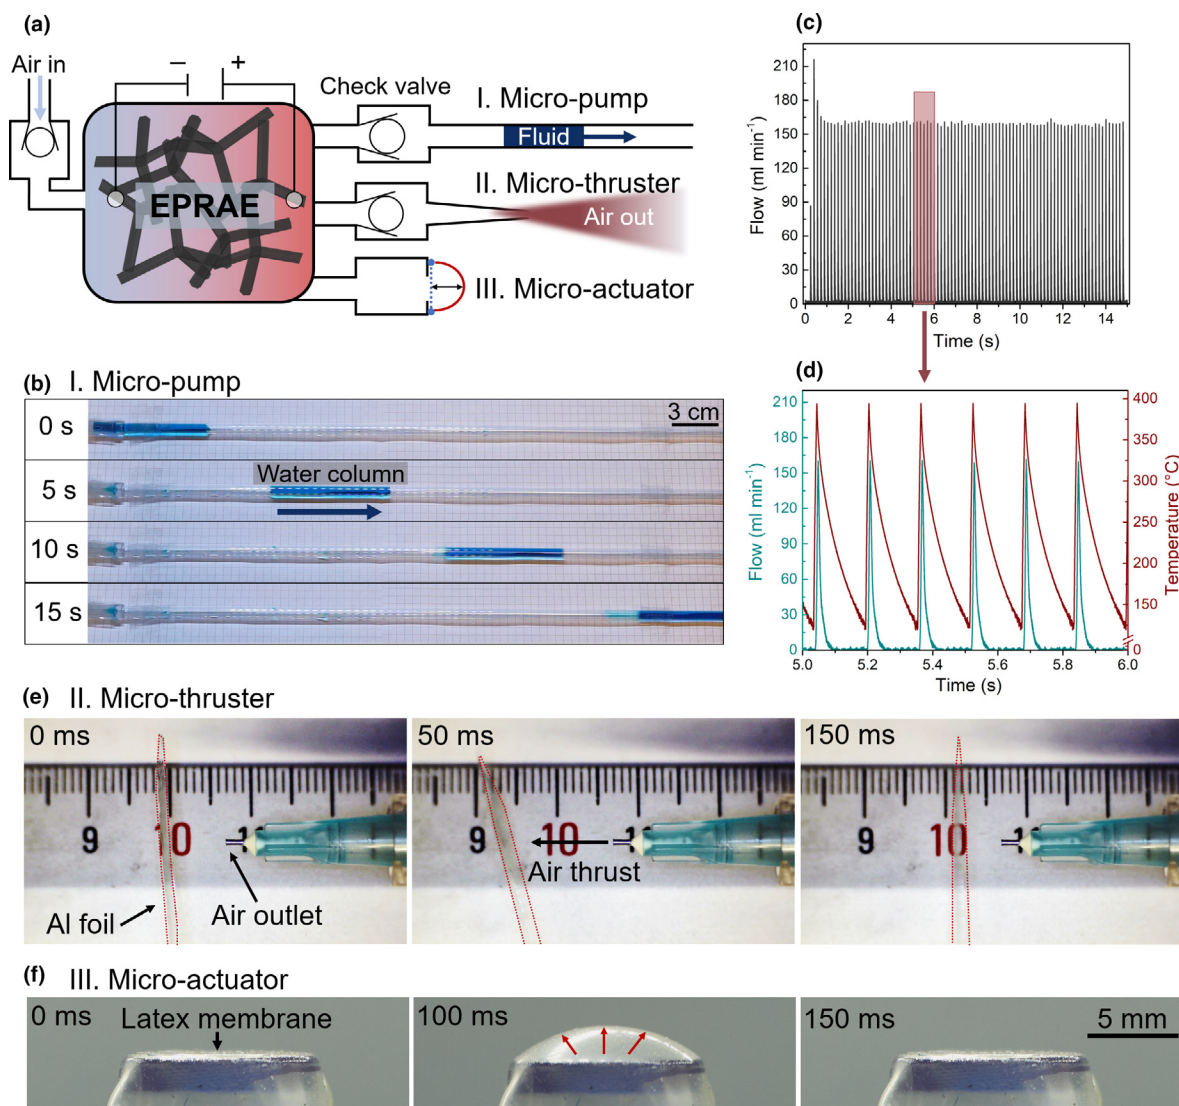 (a)
Air in
− +
Check valve
I. Micro-pump
Fluid
II. Micro-thruster
Air out
EPRAE
III. Micro-actuator
(b) I. Micro-pump
0 s
3 cm
5 s
Water column
10 s
15 s
(c)
Flow (ml min⁻¹)
210
180
150
120
90
60
30
0
0 2 4 6 8 10 12 14
Time (s)
(d)
Flow (ml min⁻¹)
210
180
150
120
90
60
30
0
400
350
300
250
200
150
0
Temperature (°C)
5.0 5.2 5.4 5.6 5.8 6.0
Time (s)
(e) II. Micro-thruster
0 ms
9 10 1
Al foil
Air outlet
50 ms
9 10 1
Air thrust
150 ms
9 10 1
(f) III. Micro-actuator
0 ms
Latex membrane
100 ms
150 ms
5 mm